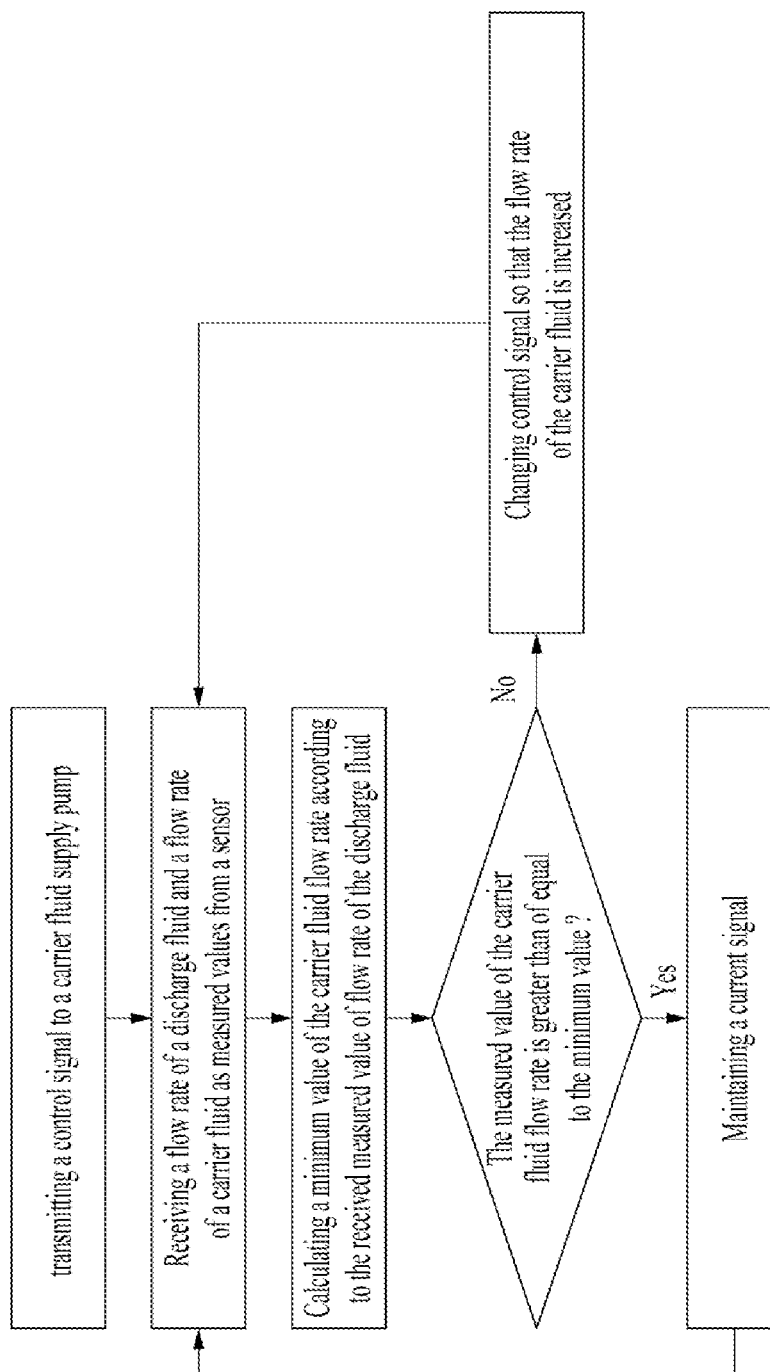 transmitting a control signal to a carrier fluid supply pump
Receiving a flow rate of a discharge fluid and a flow rate
of a carrier fluid as measured values from a sensor
Calculating a minimum value of the carrier fluid flow rate according
to the received measured value of flow rate of the discharge fluid
The measured value of the carrier
fluid flow rate is greater than of equal
to the minimum value ?
No
Changing control signal so that the flow rate
of the carrier fluid is increased
Yes
Maintaining a current signal